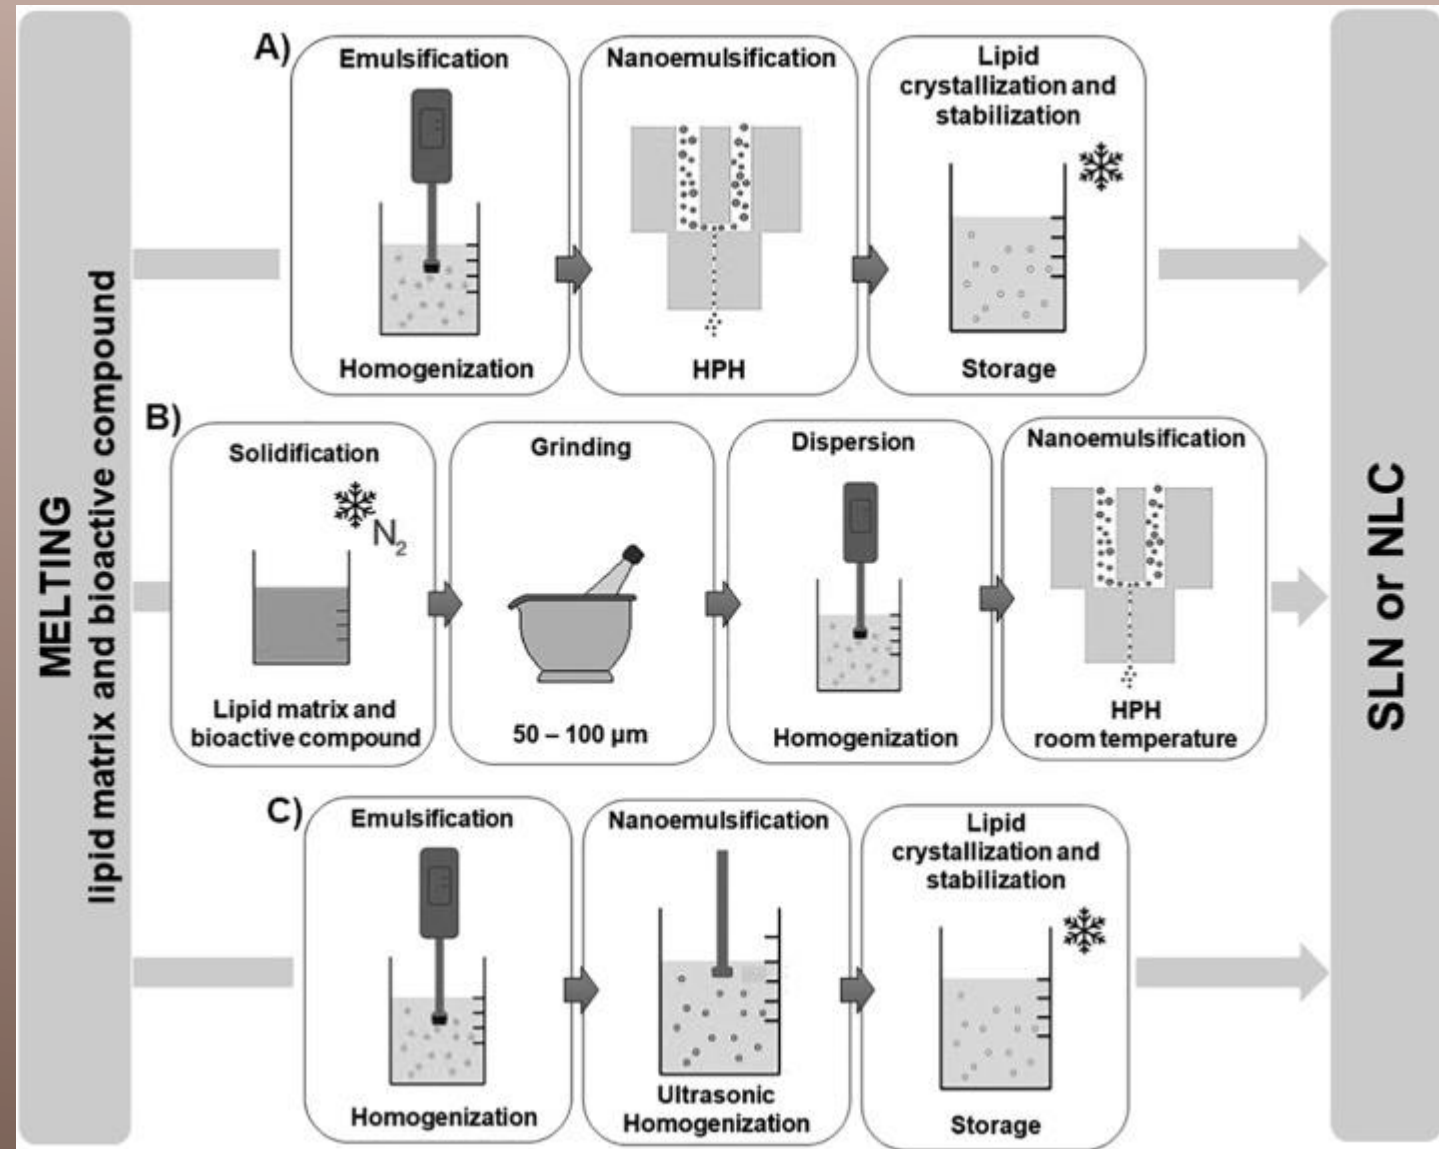 MELTING
lipid matrix and bioactive compound
A)
Emulsification
Homogenization
Nanoemulsification
HPH
Lipid
crystallization and
stabilization
Storage
B)
Solidification
N2
Lipid matrix and
bioactive compound
Grinding
50 – 100 µm
Dispersion
Homogenization
Nanoemulsification
HPH
room temperature
C)
Emulsification
Homogenization
Nanoemulsification
Ultrasonic
Homogenization
Lipid
crystallization and
stabilization
Storage
SLN or NLC